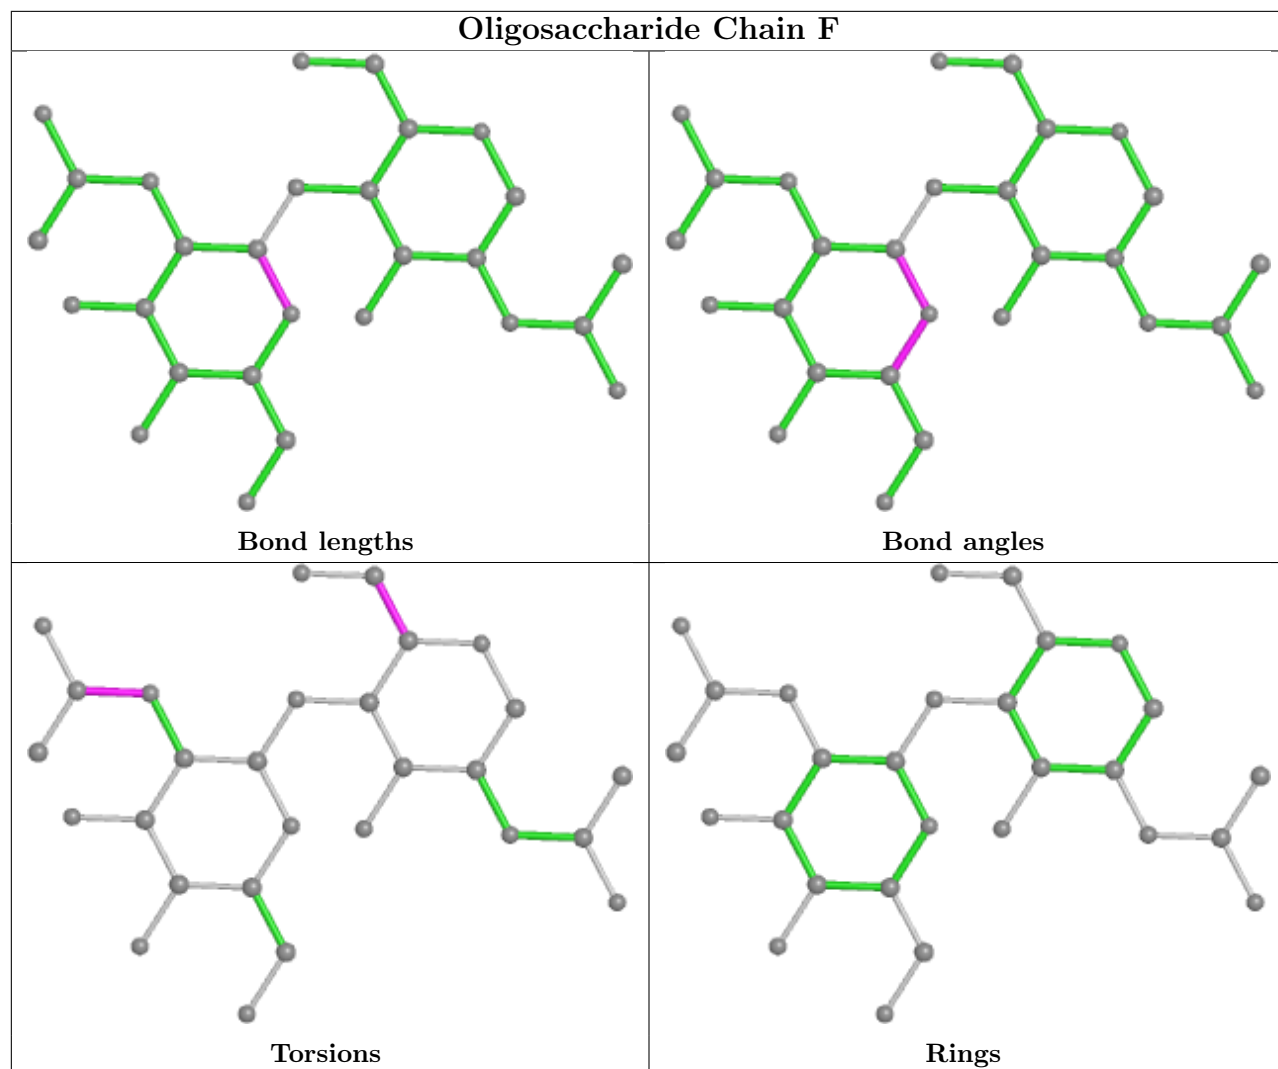 Oligosaccharide Chain F
Bond lengths
Bond angles
Torsions
Rings